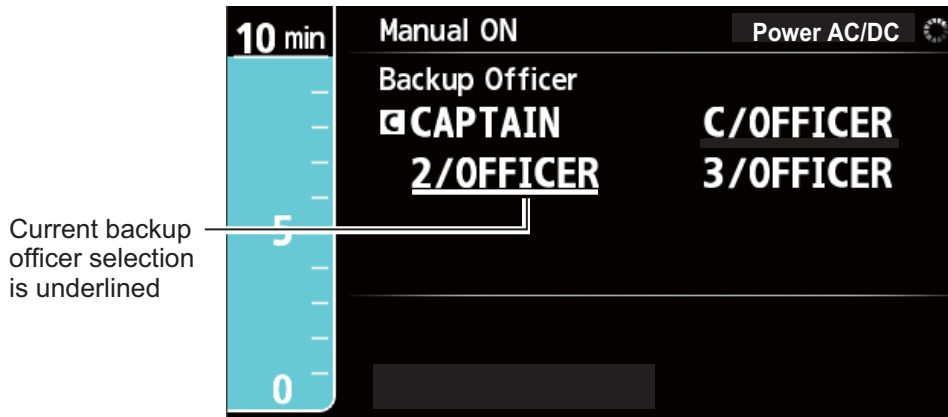 10 min
Manual ON
Power AC/DC
Backup Officer
C CAPTAIN
C/OFFICER
2/OFFICER
3/OFFICER
Current backup
officer selection
is underlined
5
0